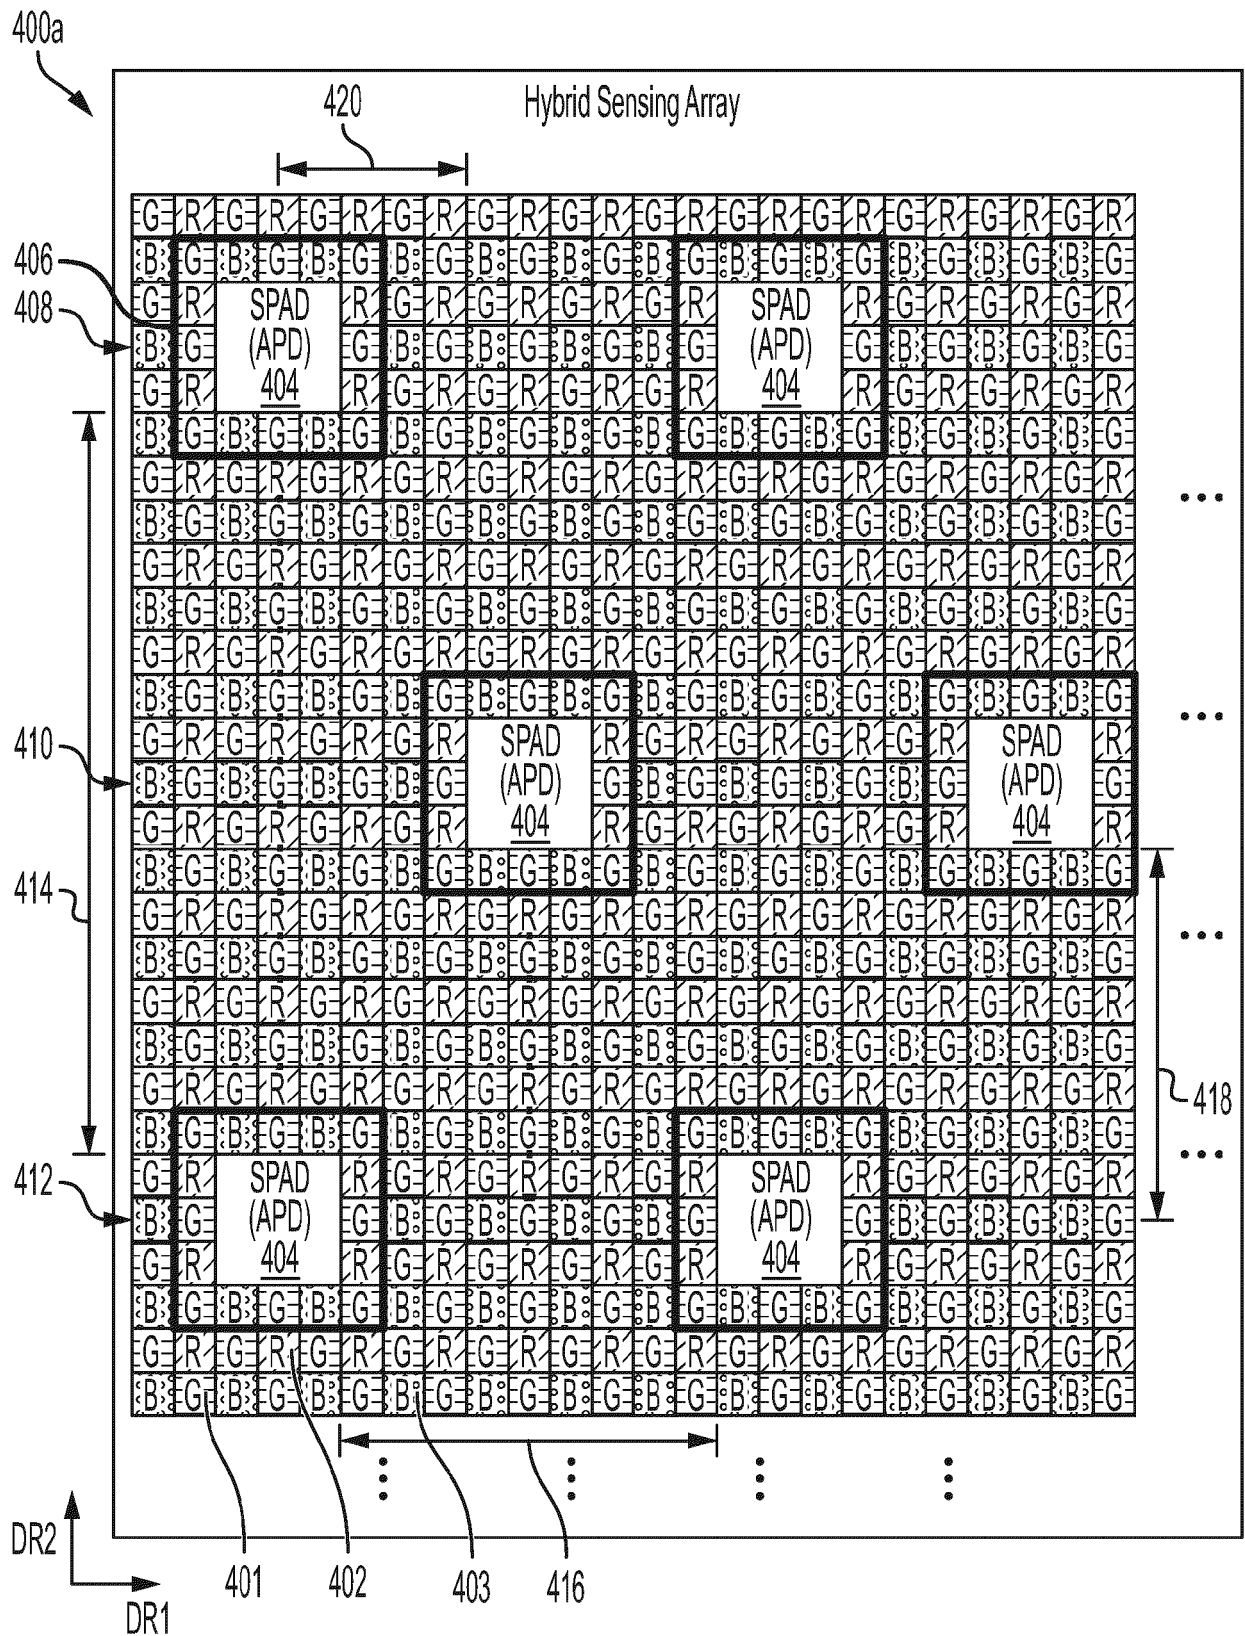 400a
420 Hybrid Sensing Array
G R G R G R G R G R G R G R G R G R G R G R G R
B G B G B G B G B G B G B G B G B G B G B G B G
406
G R SPAD R G R G R G R G R SPAD R G R G R G R
408
B G (APD) G B G B G B G B G (APD) G B G B G B G
G R 404 R G R G R G R G R 404 R G R G R G R
B G B G B G B G B G B G B G B G B G B G B G B G
G R G R G R G R G R G R G R G R G R G R G R G R
B G B G B G B G B G B G B G B G B G B G B G B G
G R G R G R G R G R G R G R G R G R G R G R G R
B G B G B G B G B G B G B G B G B G B G B G B G
G R G R G R G R G R G R G R G R G R G R G R G R
B G B G B G B G B G B G B G B G B G B G B G B G
410
G R G R G R G R SPAD R G R G R G R G R SPAD R
B G B G B G B G (APD) G B G B G B G B G (APD) G
G R G R G R G R 404 R G R G R G R G R 404 R
414
B G B G B G B G B G B G B G B G B G B G B G B G
G R G R G R G R G R G R G R G R G R G R G R G R
B G B G B G B G B G B G B G B G B G B G B G B G
G R G R G R G R G R G R G R G R G R G R G R G R
B G B G B G B G B G B G B G B G B G B G B G B G
G R G R G R G R G R G R G R G R G R G R G R G R
418
B G B G B G B G B G B G B G B G B G B G B G B G
412
G R SPAD R G R G R G R G R SPAD R G R G R G R
B G (APD) G B G B G B G B G (APD) G B G B G B G
G R 404 R G R G R G R G R 404 R G R G R G R
B G B G B G B G B G B G B G B G B G B G B G B G
G R G R G R G R G R G R G R G R G R G R G R G R
B G B G B G B G B G B G B G B G B G B G B G B G
DR2
DR1
401 402 403 416